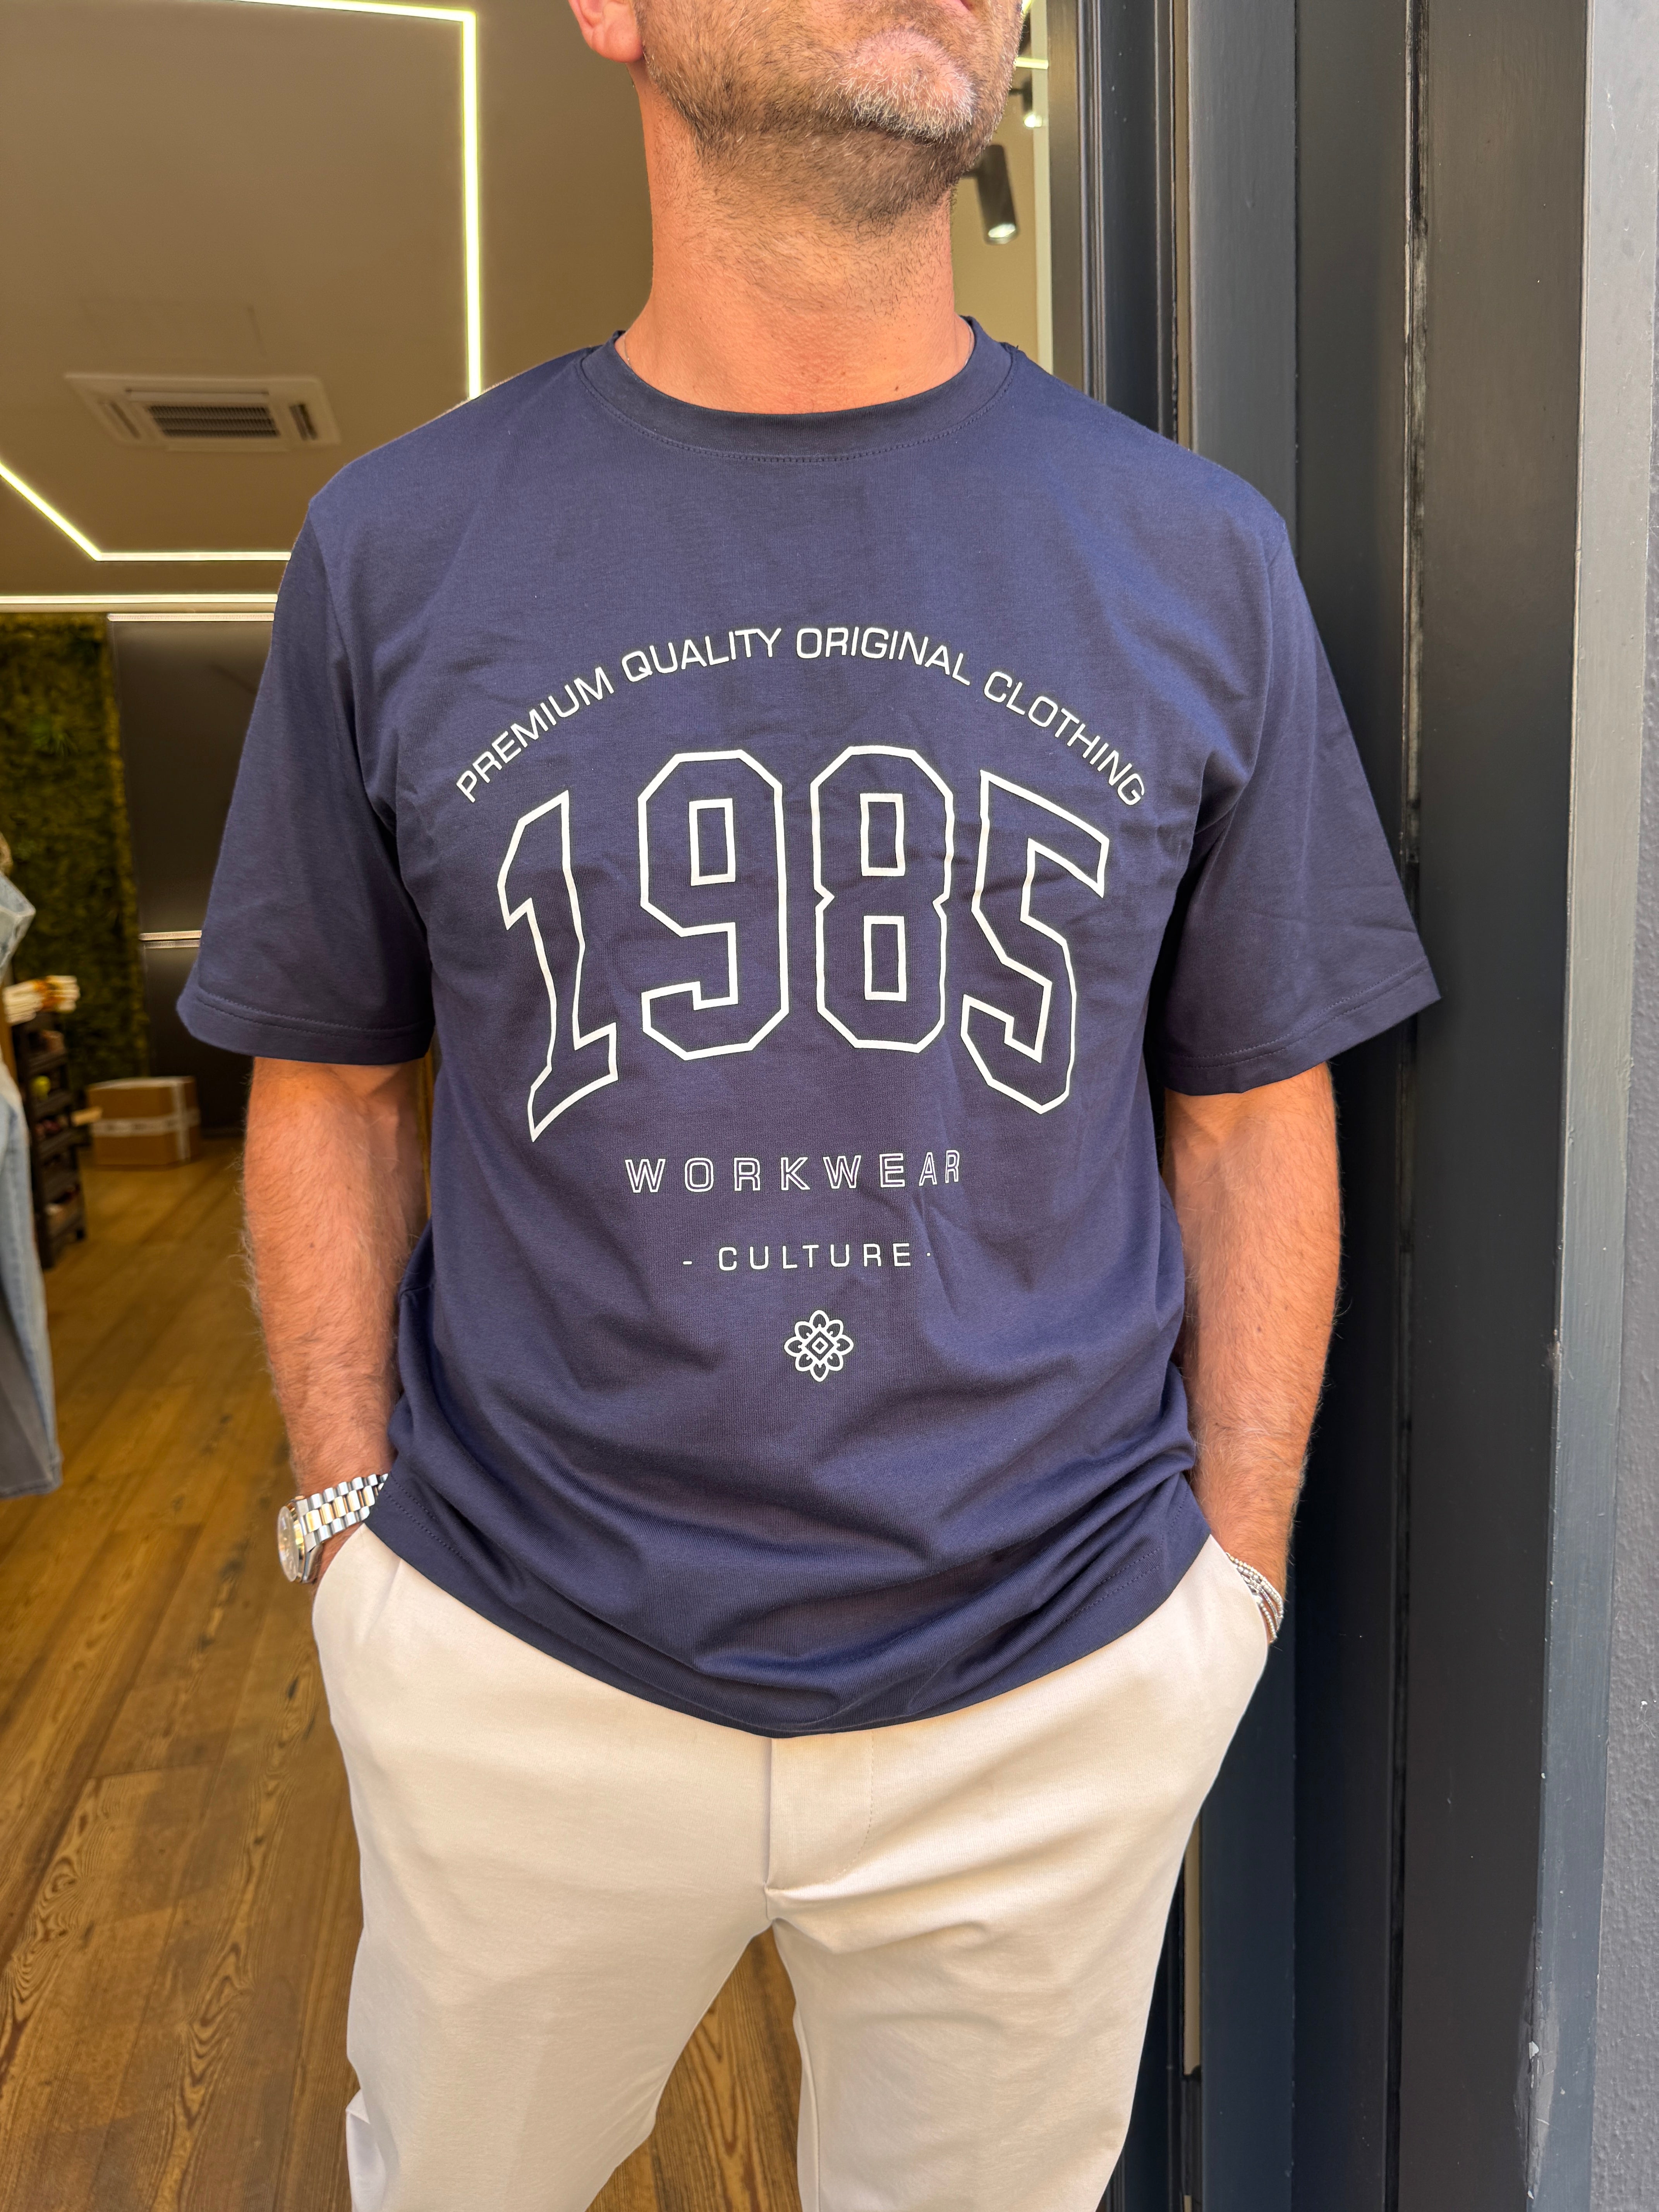 PREMIUM QUALITY ORIGINAL CLOTHING
1985
WORKWEAR
- CULTURE -